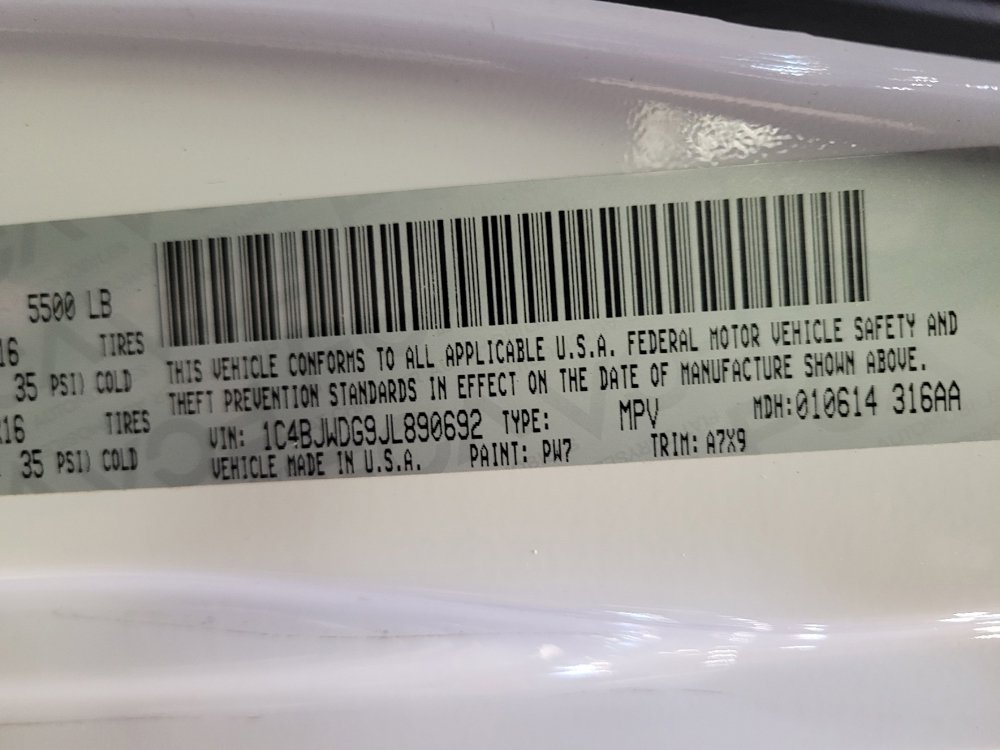 5500 LB
16 TIRES
35 PSI) COLD
16 TIRES
35 PSI) COLD
THIS VEHICLE CONFORMS TO ALL APPLICABLE U.S.A. FEDERAL MOTOR VEHICLE SAFETY AND
THEFT PREVENTION STANDARDS IN EFFECT ON THE DATE OF MANUFACTURE SHOWN ABOVE.
VIN: 1C4BJWDG9JL890692 TYPE: MPV MDH:010614 316AA
VEHICLE MADE IN U.S.A. PAINT: PW7 TRIM: A7X9